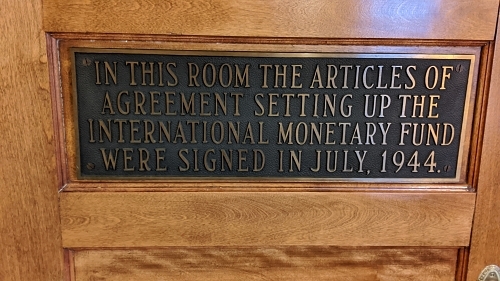 IN THIS ROOM THE ARTICLES OF
AGREEMENT SETTING UP THE
INTERNATIONAL MONETARY FUND
WERE SIGNED IN JULY, 1944.